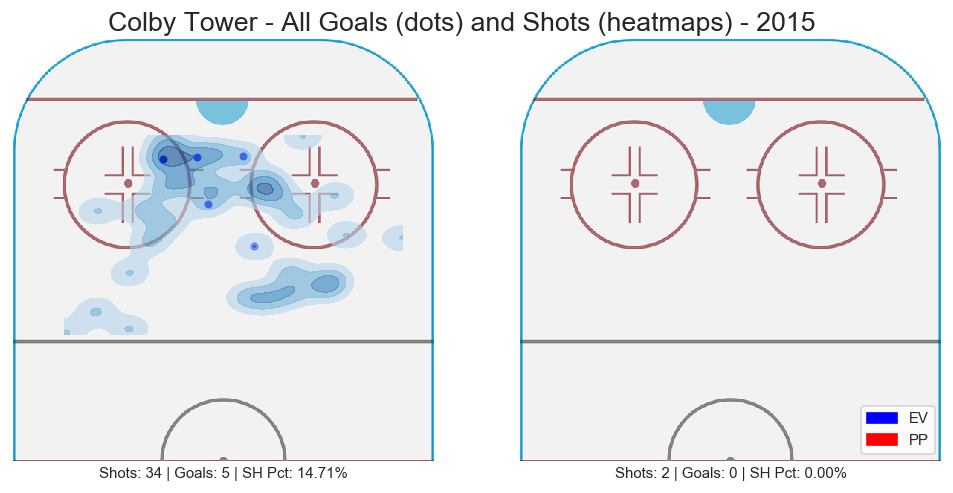 Colby Tower - All Goals (dots) and Shots (heatmaps) - 2015
EV
PP
Shots: 34 | Goals: 5 | SH Pct: 14.71%
Shots: 2 | Goals: 0 | SH Pct: 0.00%